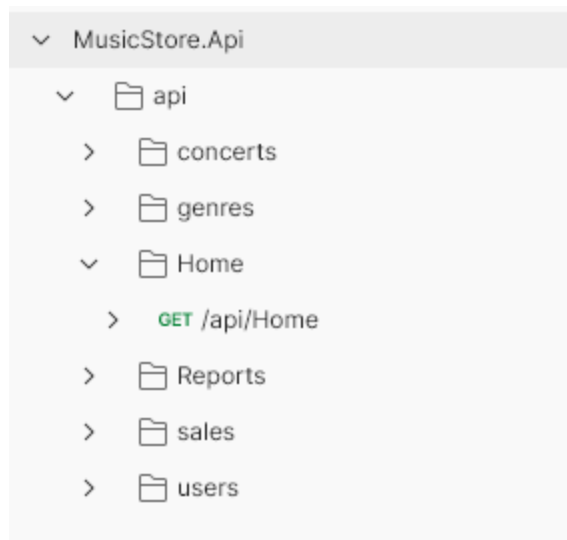 MusicStore.Api
api
concerts
genres
Home
GET /api/Home
Reports
sales
users